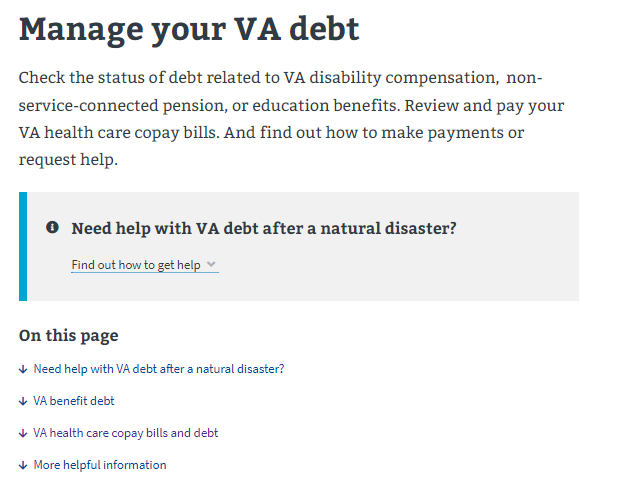 Manage your VA debt
Check the status of debt related to VA disability compensation, non-
service-connected pension, or education benefits. Review and pay your
VA health care copay bills. And find out how to make payments or
request help.
Need help with VA debt after a natural disaster?
Find out how to get help
On this page
Need help with VA debt after a natural disaster?
VA benefit debt
VA health care copay bills and debt
More helpful information